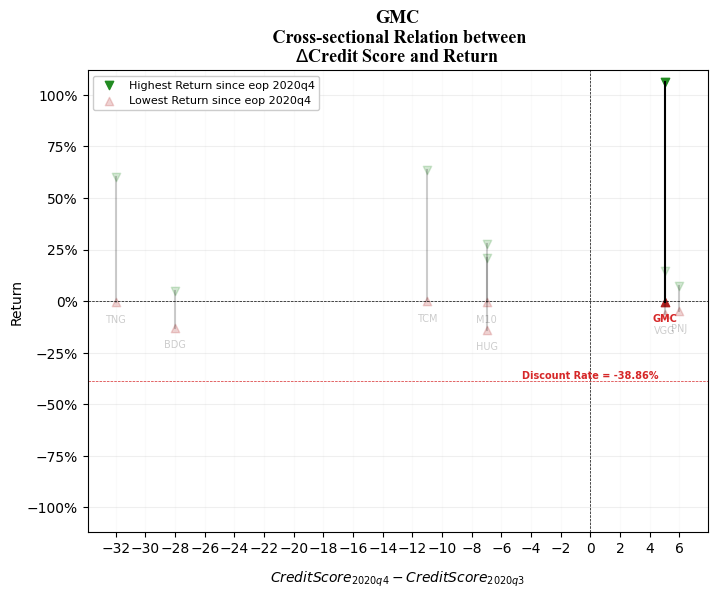 GMC
Cross-sectional Relation between
ΔCredit Score and Return
Highest Return since eop 2020q4
Lowest Return since eop 2020q4
Return
100%
75%
50%
25%
0%
−25%
−50%
−75%
−100%
TNG
BDG
TCM
M10
HUG
GMC
VGG
PNJ
Discount Rate = -38.86%
−32 −30 −28 −26 −24 −22 −20 −18 −16 −14 −12 −10 −8 −6 −4 −2 0 2 4 6
CreditScore2020q4 − CreditScore2020q3